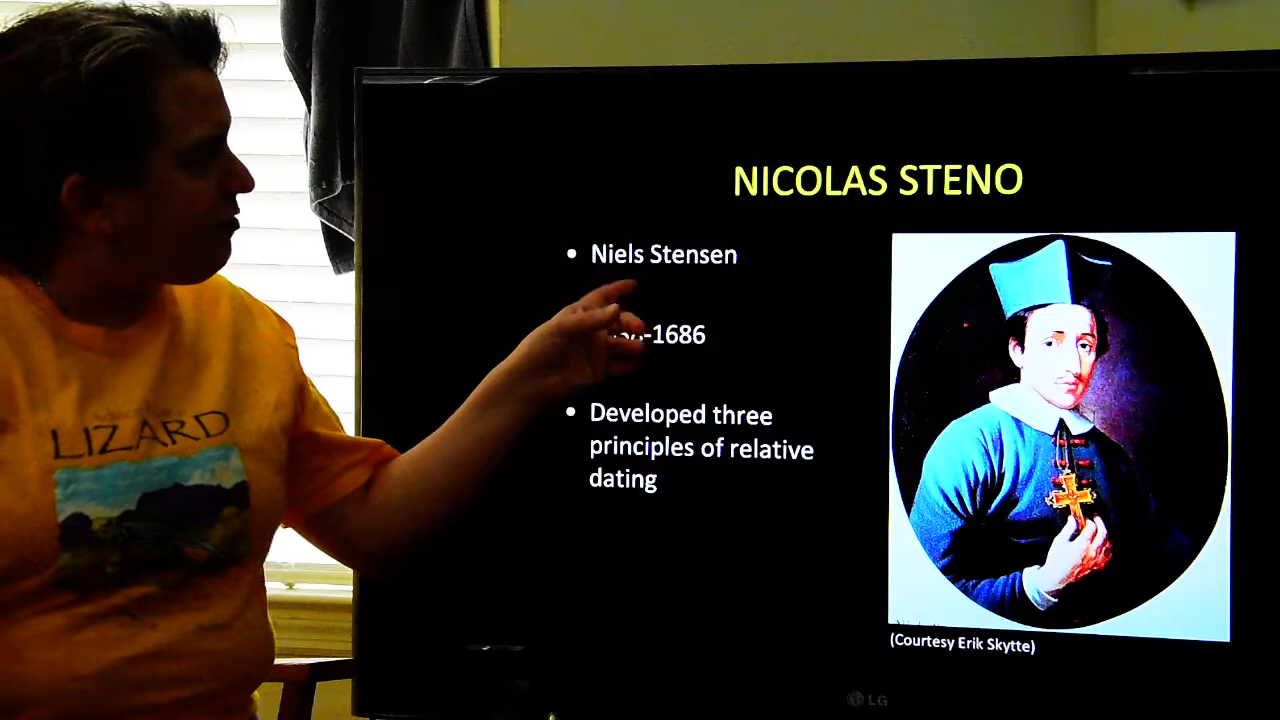 NICOLAS STENO
• Niels Stensen
-1686
• Developed three
principles of relative
dating
(Courtesy Erik Skytte)
LIZARD
LG